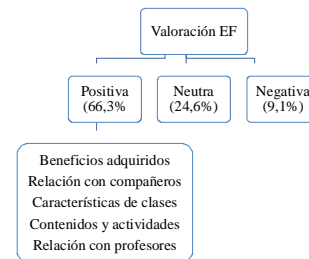 Valoración EF
Positiva
(66,3%
Neutra
(24,6%)
Negativa
(9,1%)
Beneficios adquiridos
Relación con compañeros
Características de clases
Contenidos y actividades
Relación con profesores